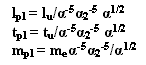 l_p1 = l_u/α^-5 α_2^-5 α^1/2
t_p1 = t_u/α^-5 α_2^-5 α^1/2
m_p1 = m_e α^-5 α_2^-5/α^1/2